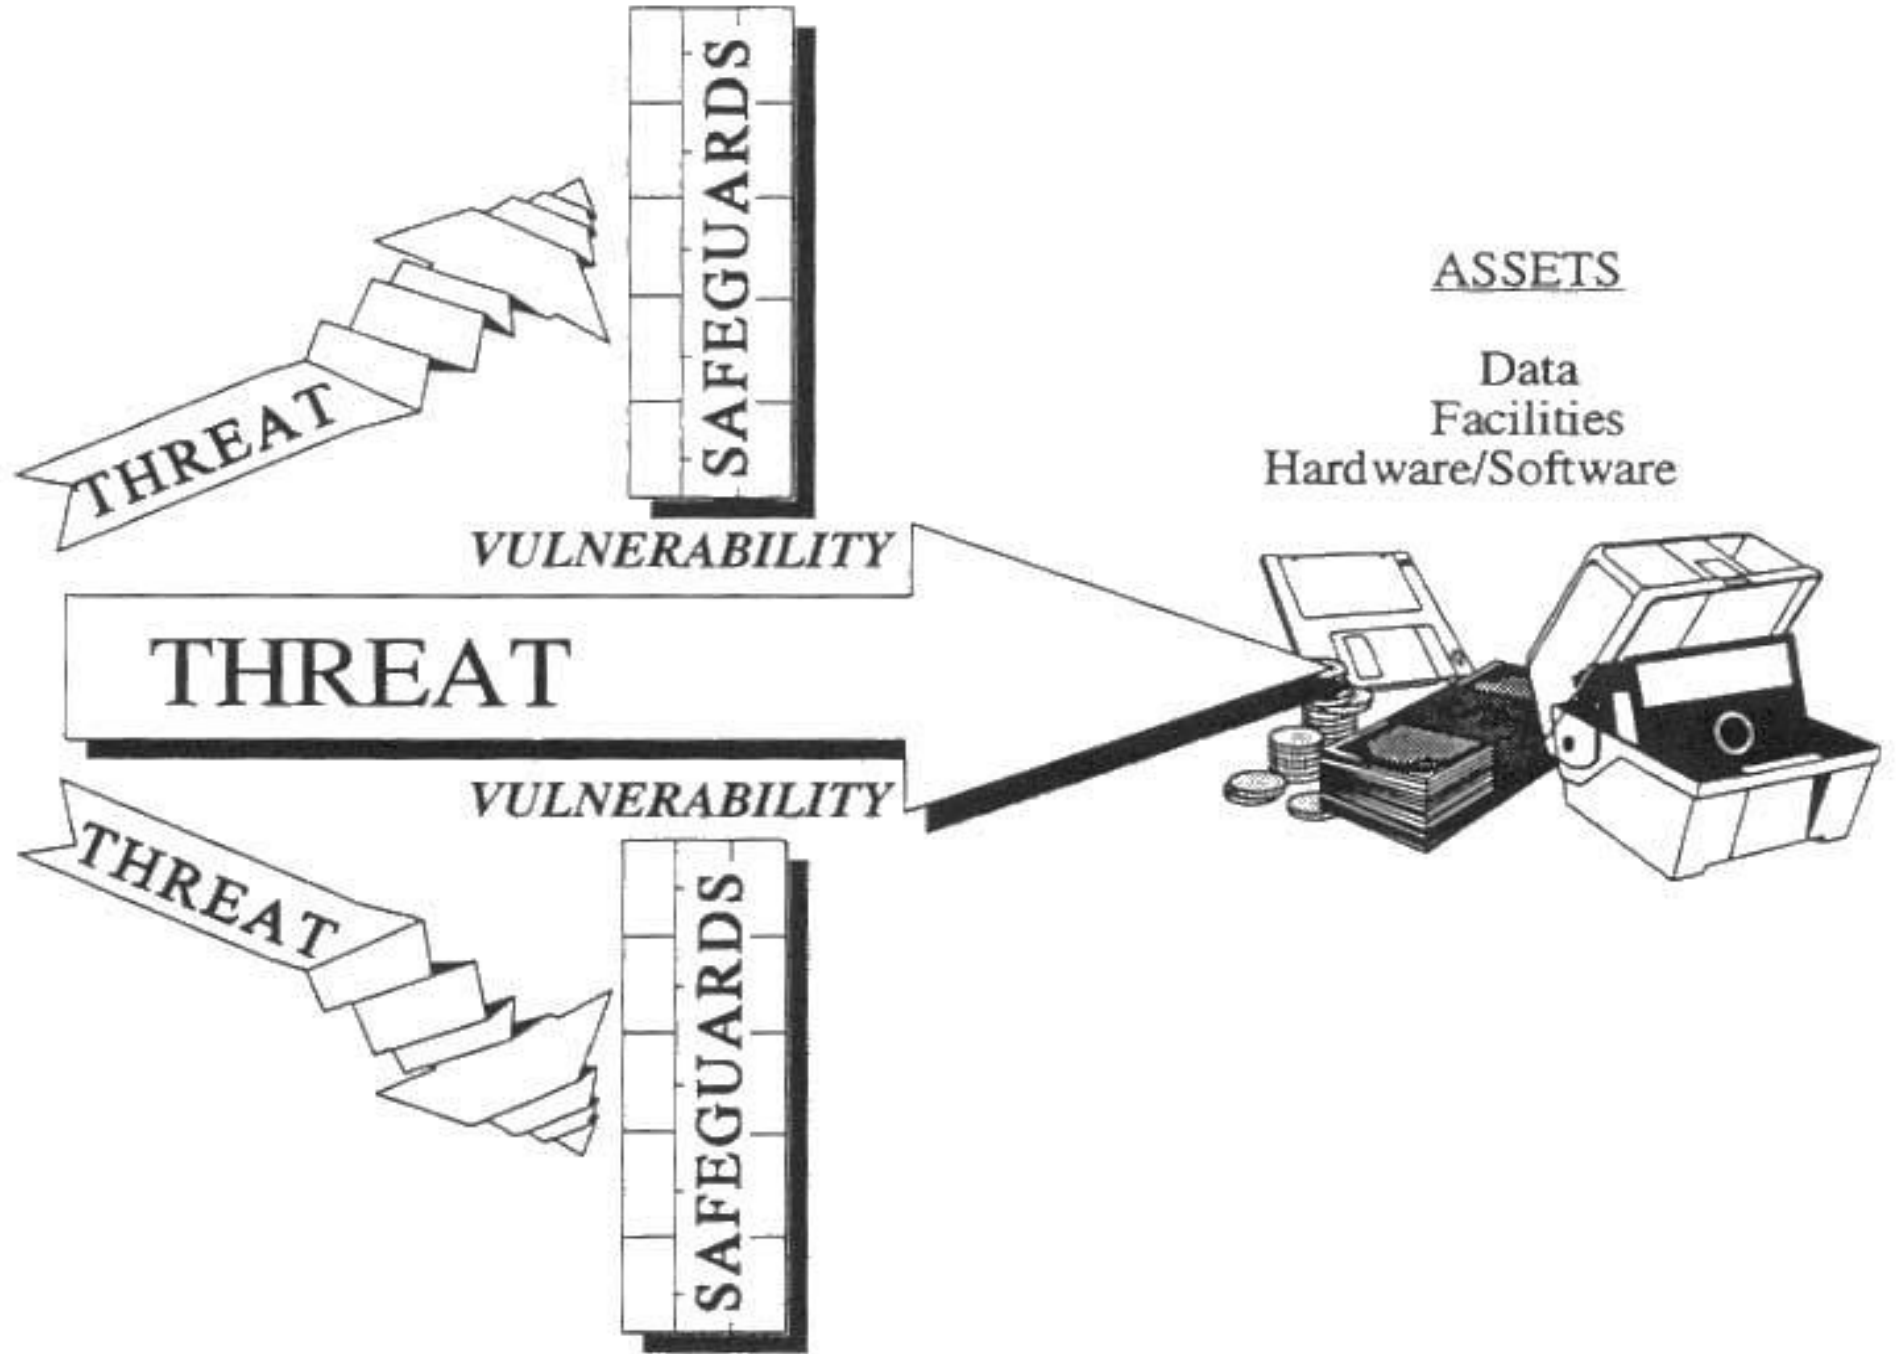 SAFEGUARDS
THREAT
ASSETS
Data
Facilities
Hardware/Software
VULNERABILITY
THREAT
VULNERABILITY
THREAT
SAFEGUARDS